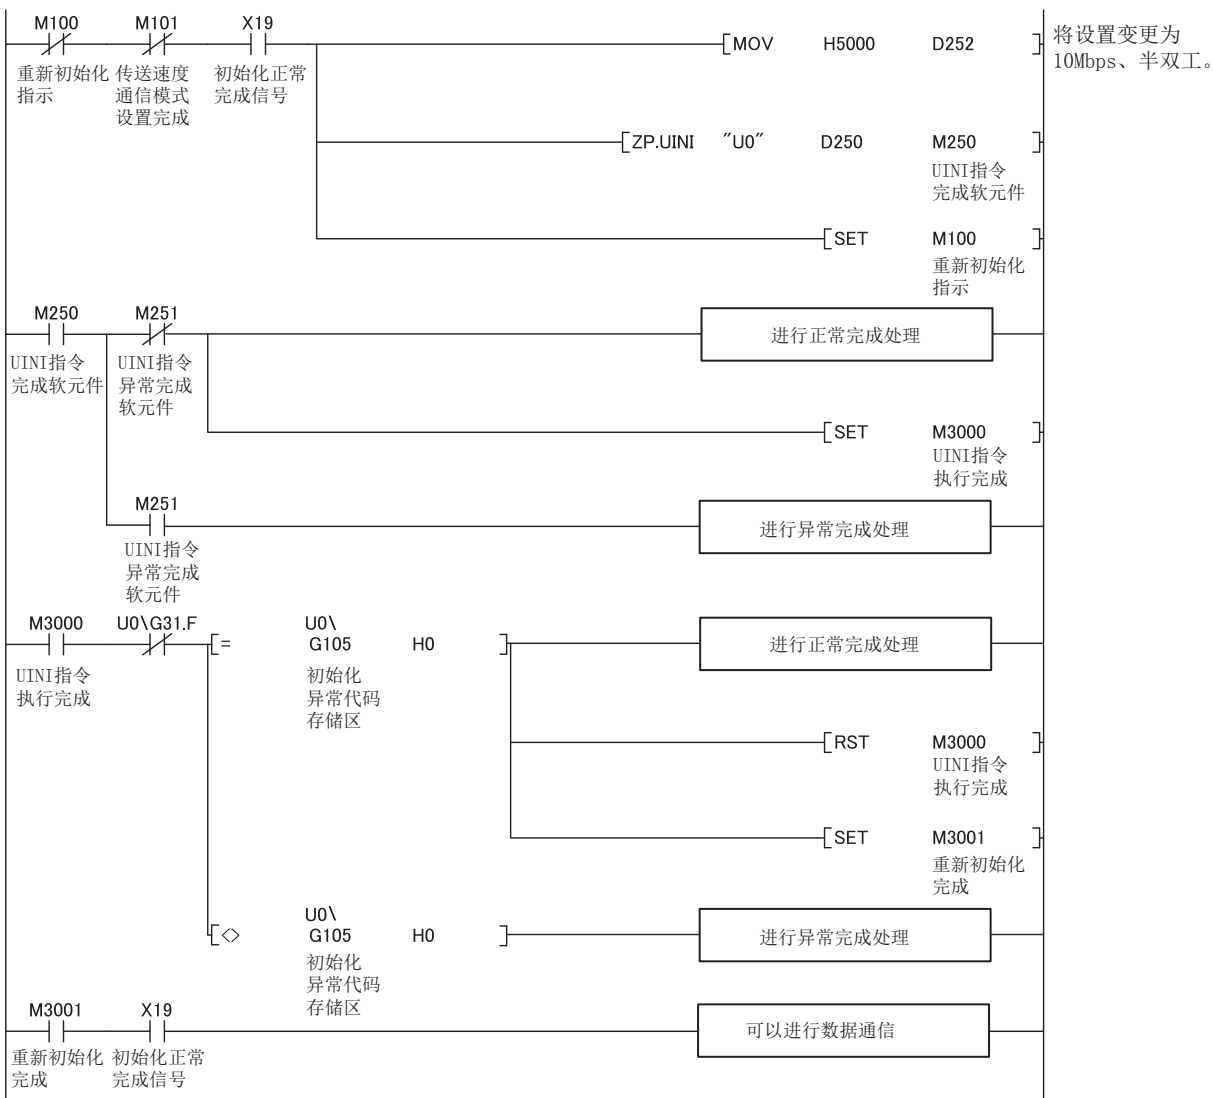 M100 M101 X19
[MOV H5000 D252 ]
将设置变更为
10Mbps、半双工。
重新初始化
指示
传送速度
通信模式
设置完成
初始化正常
完成信号
[ZP.UINI "U0" D250 M250 ]
UINI指令
完成软元件
[SET M100 ]
重新初始化
指示
M250 M251
进行正常完成处理
UINI指令
完成软元件
UINI指令
异常完成
软元件
[SET M3000 ]
UINI指令
执行完成
M251
进行异常完成处理
UINI指令
异常完成
软元件
M3000 U0\G31.F
[= U0\
G105 H0 ]
进行正常完成处理
UINI指令
执行完成
初始化
异常代码
存储区
[RST M3000 ]
UINI指令
执行完成
[SET M3001 ]
重新初始化
完成
[<> U0\
G105 H0 ]
进行异常完成处理
初始化
异常代码
存储区
M3001 X19
可以进行数据通信
重新初始化
完成
初始化正常
完成信号